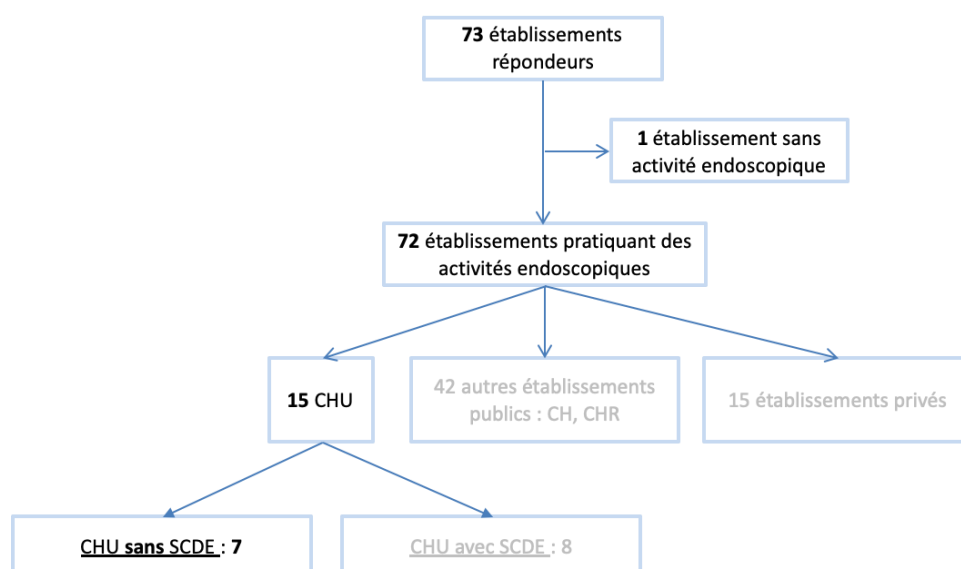 73 établissements
répondeurs
1 établissement sans
activité endoscopique
72 établissements pratiquant des
activités endoscopiques
15 CHU
42 autres établissements
publics : CH, CHR
15 établissements privés
CHU sans SCDE : 7
CHU avec SCDE : 8